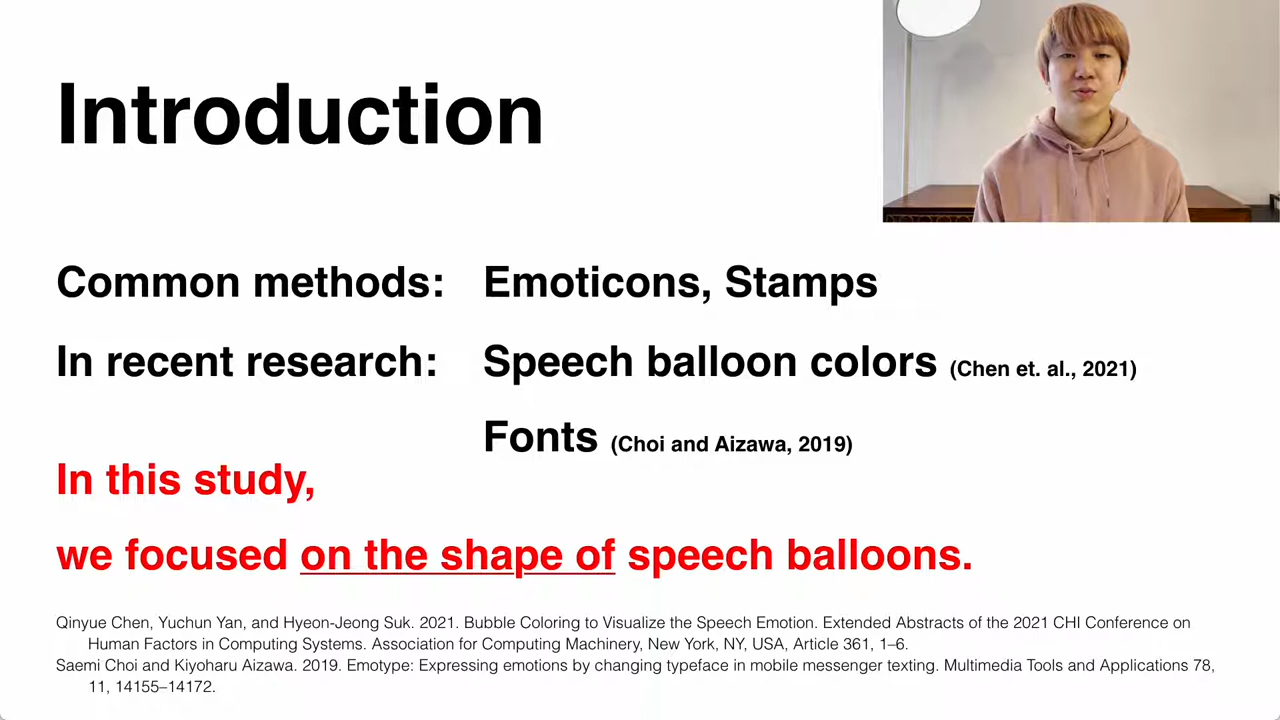 Introduction
Common methods: Emoticons, Stamps
In recent research: Speech balloon colors (Chen et. al., 2021)
Fonts (Choi and Aizawa, 2019)
In this study,
we focused on the shape of speech balloons.
Qinyue Chen, Yuchun Yan, and Hyeon-Jeong Suk. 2021. Bubble Coloring to Visualize the Speech Emotion. Extended Abstracts of the 2021 CHI Conference on
Human Factors in Computing Systems. Association for Computing Machinery, New York, NY, USA, Article 361, 1–6.
Saemi Choi and Kiyoharu Aizawa. 2019. Emotype: Expressing emotions by changing typeface in mobile messenger texting. Multimedia Tools and Applications 78,
11, 14155–14172.